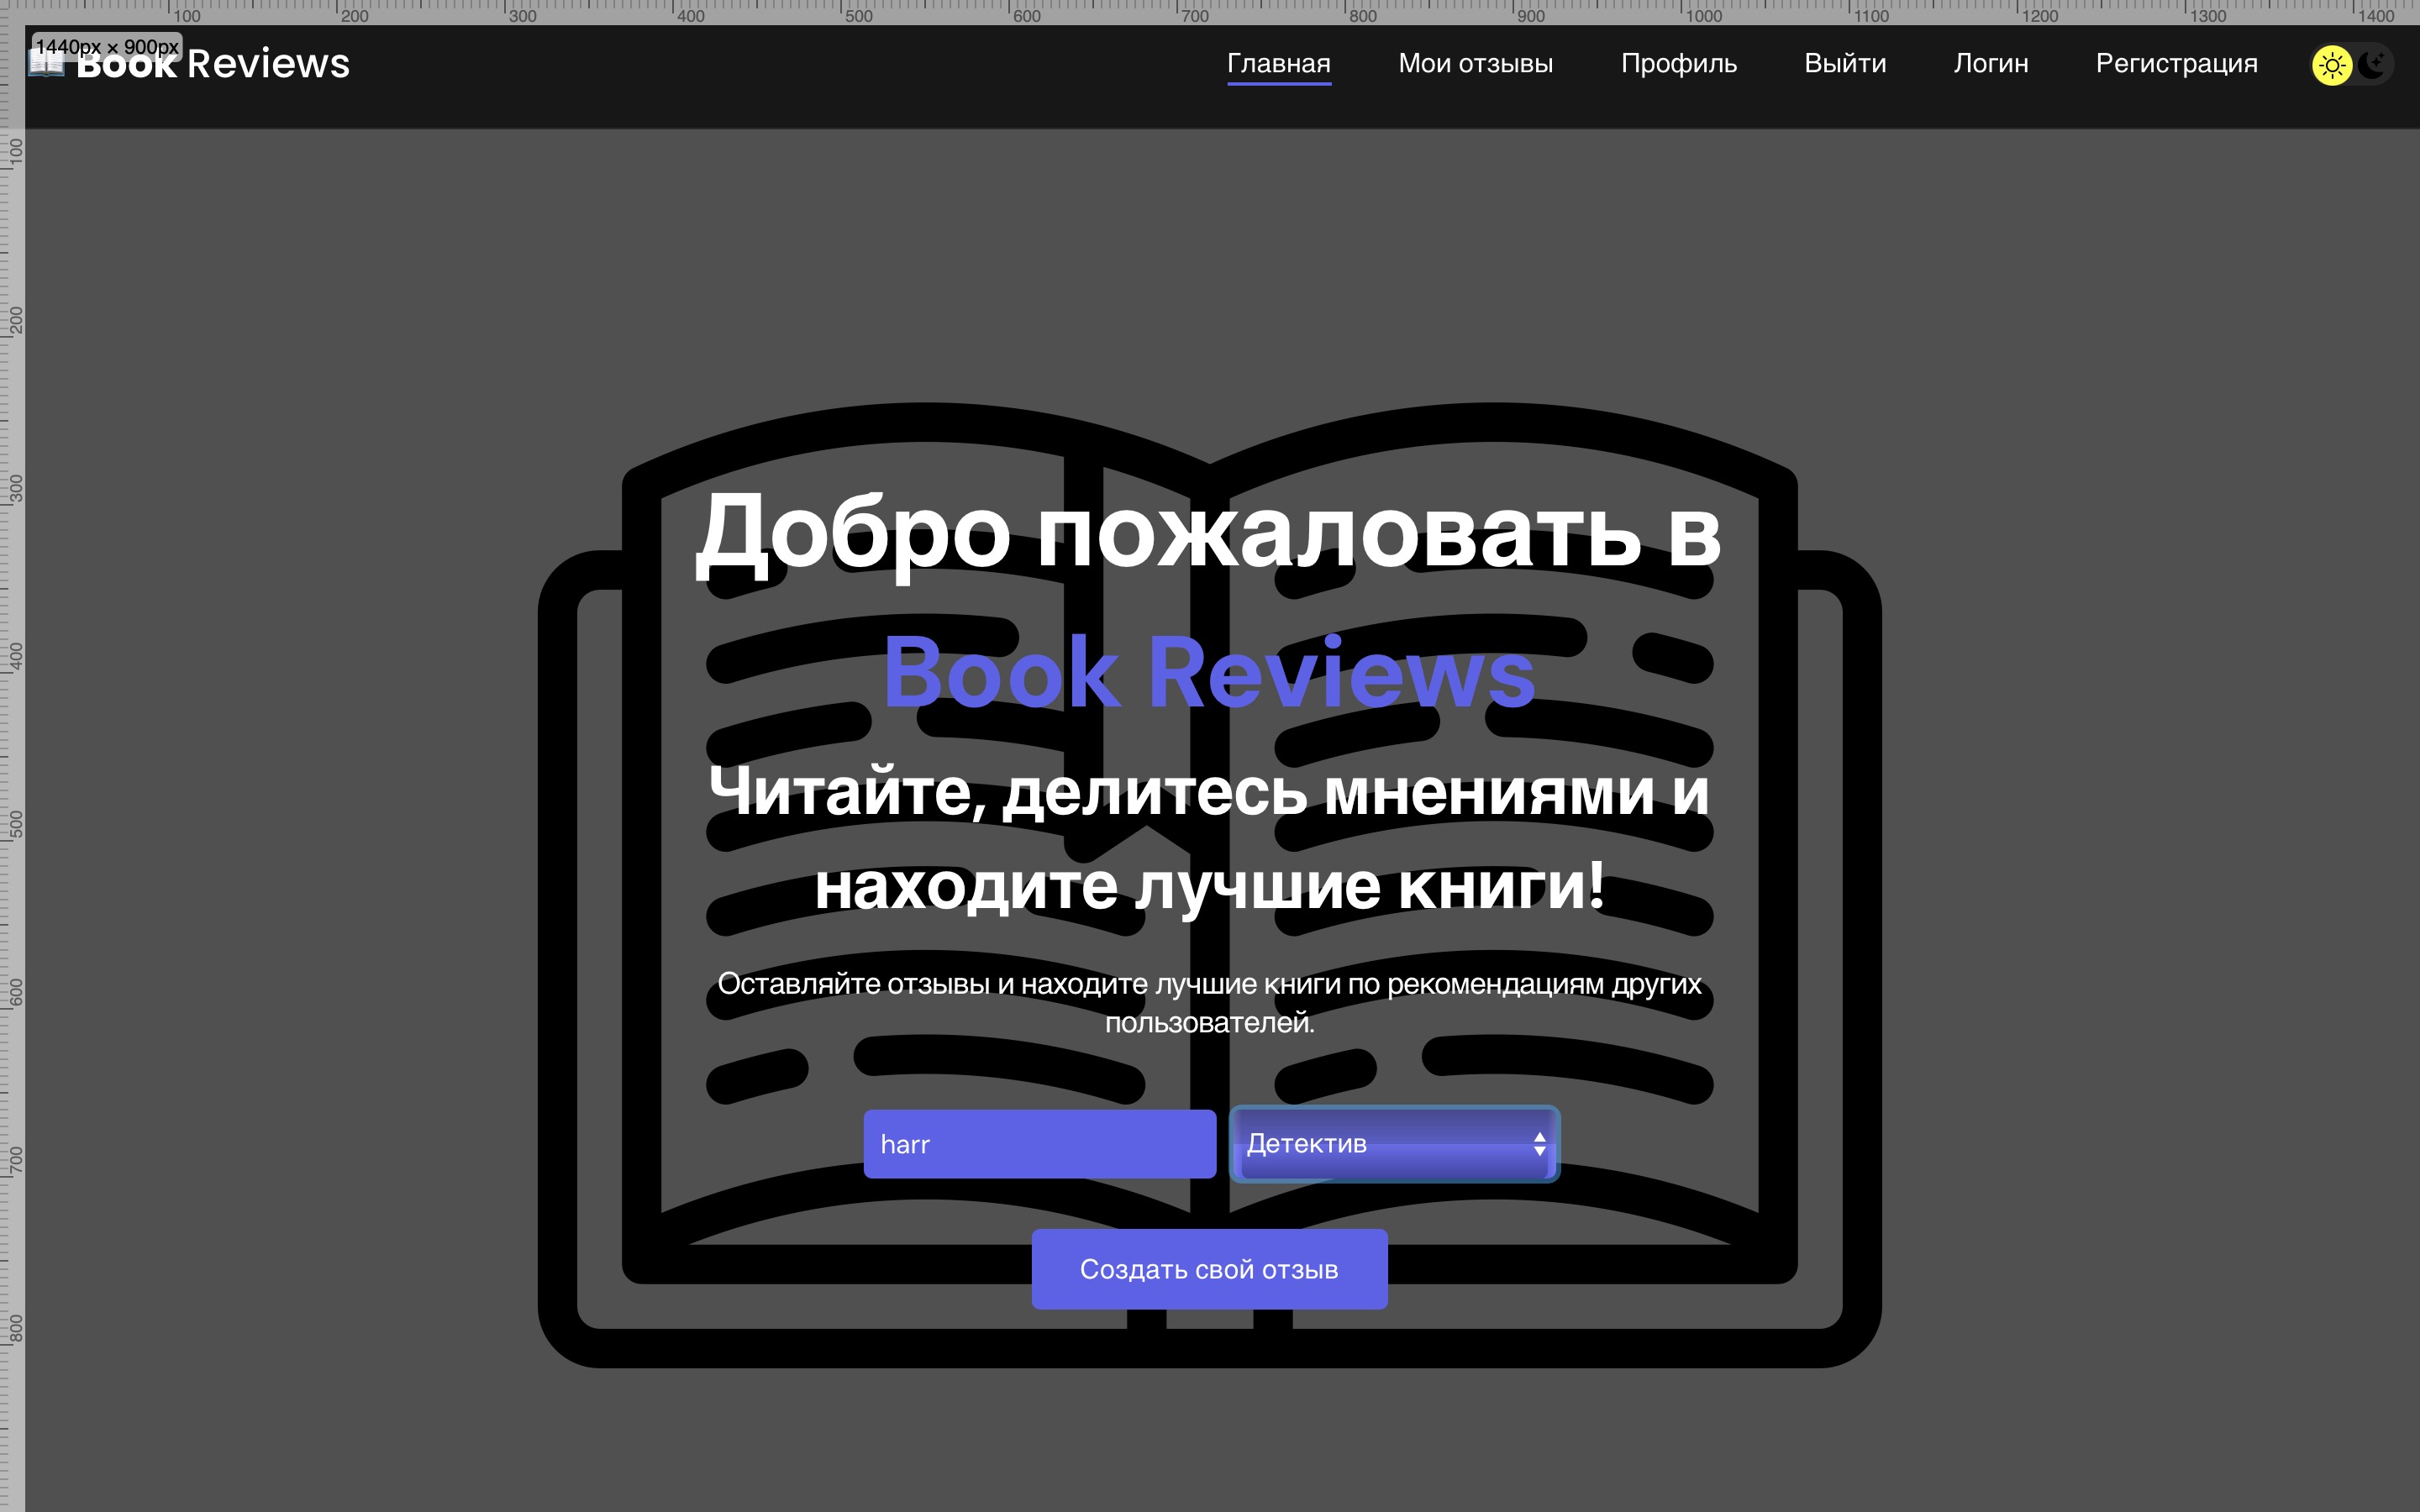 100 200 300 400 500 600 700 800 900 1000 1100 1200 1300 1400
1440px × 900px
Book Reviews
Главная Мои отзывы Профиль Выйти Логин Регистрация
100
200
300
400
500
600
700
800
Добро пожаловать в
Book Reviews
Читайте, делитесь мнениями и
находите лучшие книги!
Оставляйте отзывы и находите лучшие книги по рекомендациям других
пользователей.
harr Детектив
Создать свой отзыв